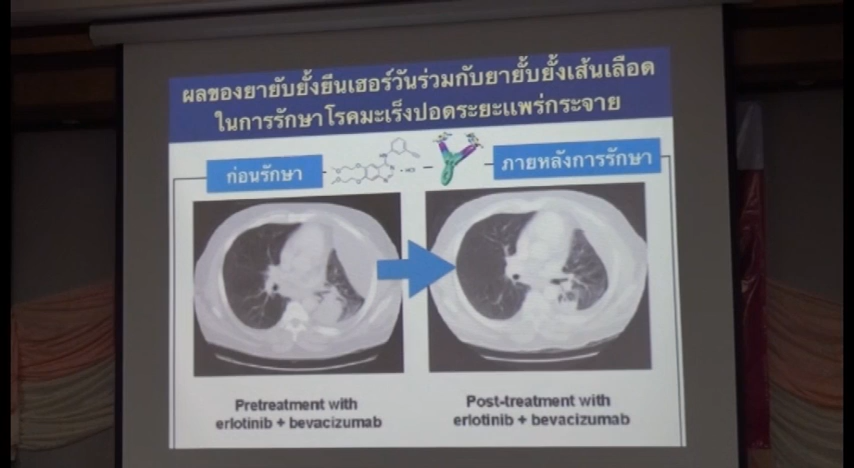 ผลของยายับยั้งยีนเฮอร์วันร่วมกับยายั้บยั้งเส้นเลือด
ในการรักษาโรคมะเร็งปอดระยะแพร่กระจาย
ก่อนรักษา
ภายหลังการรักษา
Pretreatment with
erlotinib + bevacizumab
Post-treatment with
erlotinib + bevacizumab